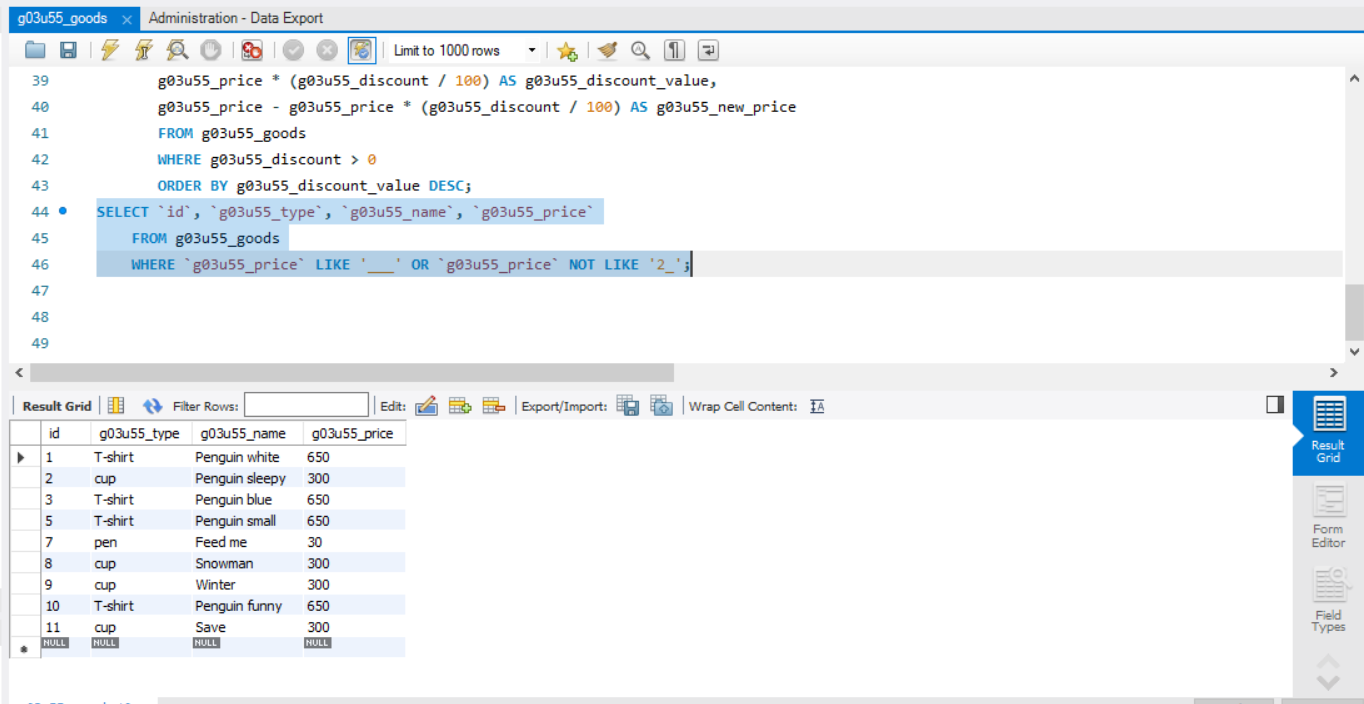 g03u55_goods × Administration - Data Export
Limit to 1000 rows
39 g03u55_price * (g03u55_discount / 100) AS g03u55_discount_value,
40 g03u55_price - g03u55_price * (g03u55_discount / 100) AS g03u55_new_price
41 FROM g03u55_goods
42 WHERE g03u55_discount > 0
43 ORDER BY g03u55_discount_value DESC;
44 SELECT `id`, `g03u55_type`, `g03u55_name`, `g03u55_price`
45 FROM g03u55_goods
46 WHERE `g03u55_price` LIKE '___' OR `g03u55_price` NOT LIKE '2_';
47
48
49
Result Grid Filter Rows: Edit: Export/Import: Wrap Cell Content: IA
id g03u55_type g03u55_name g03u55_price
1 T-shirt Penguin white 650
2 cup Penguin sleepy 300
3 T-shirt Penguin blue 650
5 T-shirt Penguin small 650
7 pen Feed me 30
8 cup Snowman 300
9 cup Winter 300
10 T-shirt Penguin funny 650
11 cup Save 300
NULL NULL NULL NULL
Result
Grid
Form
Editor
Field
Types